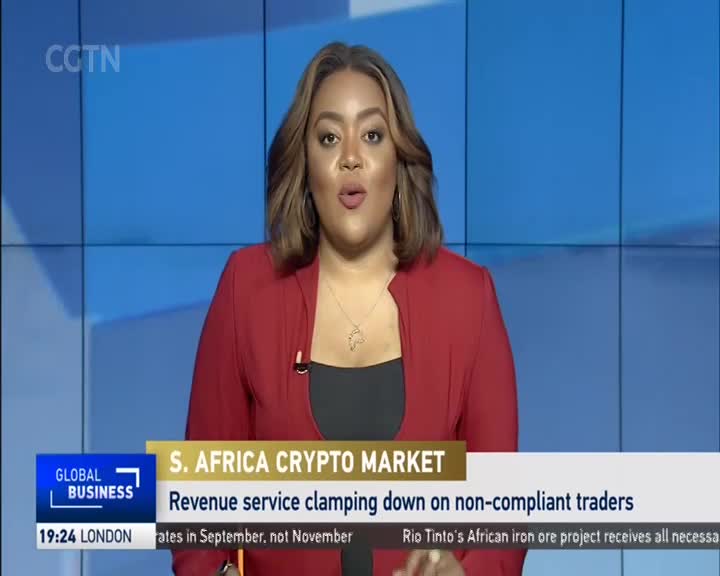 CGTN
S. AFRICA CRYPTO MARKET
GLOBAL
BUSINESS
Revenue service clamping down on non-compliant traders
19:24 LONDON
rates in September, not November
Rio Tinto's African iron ore project receives all necessa